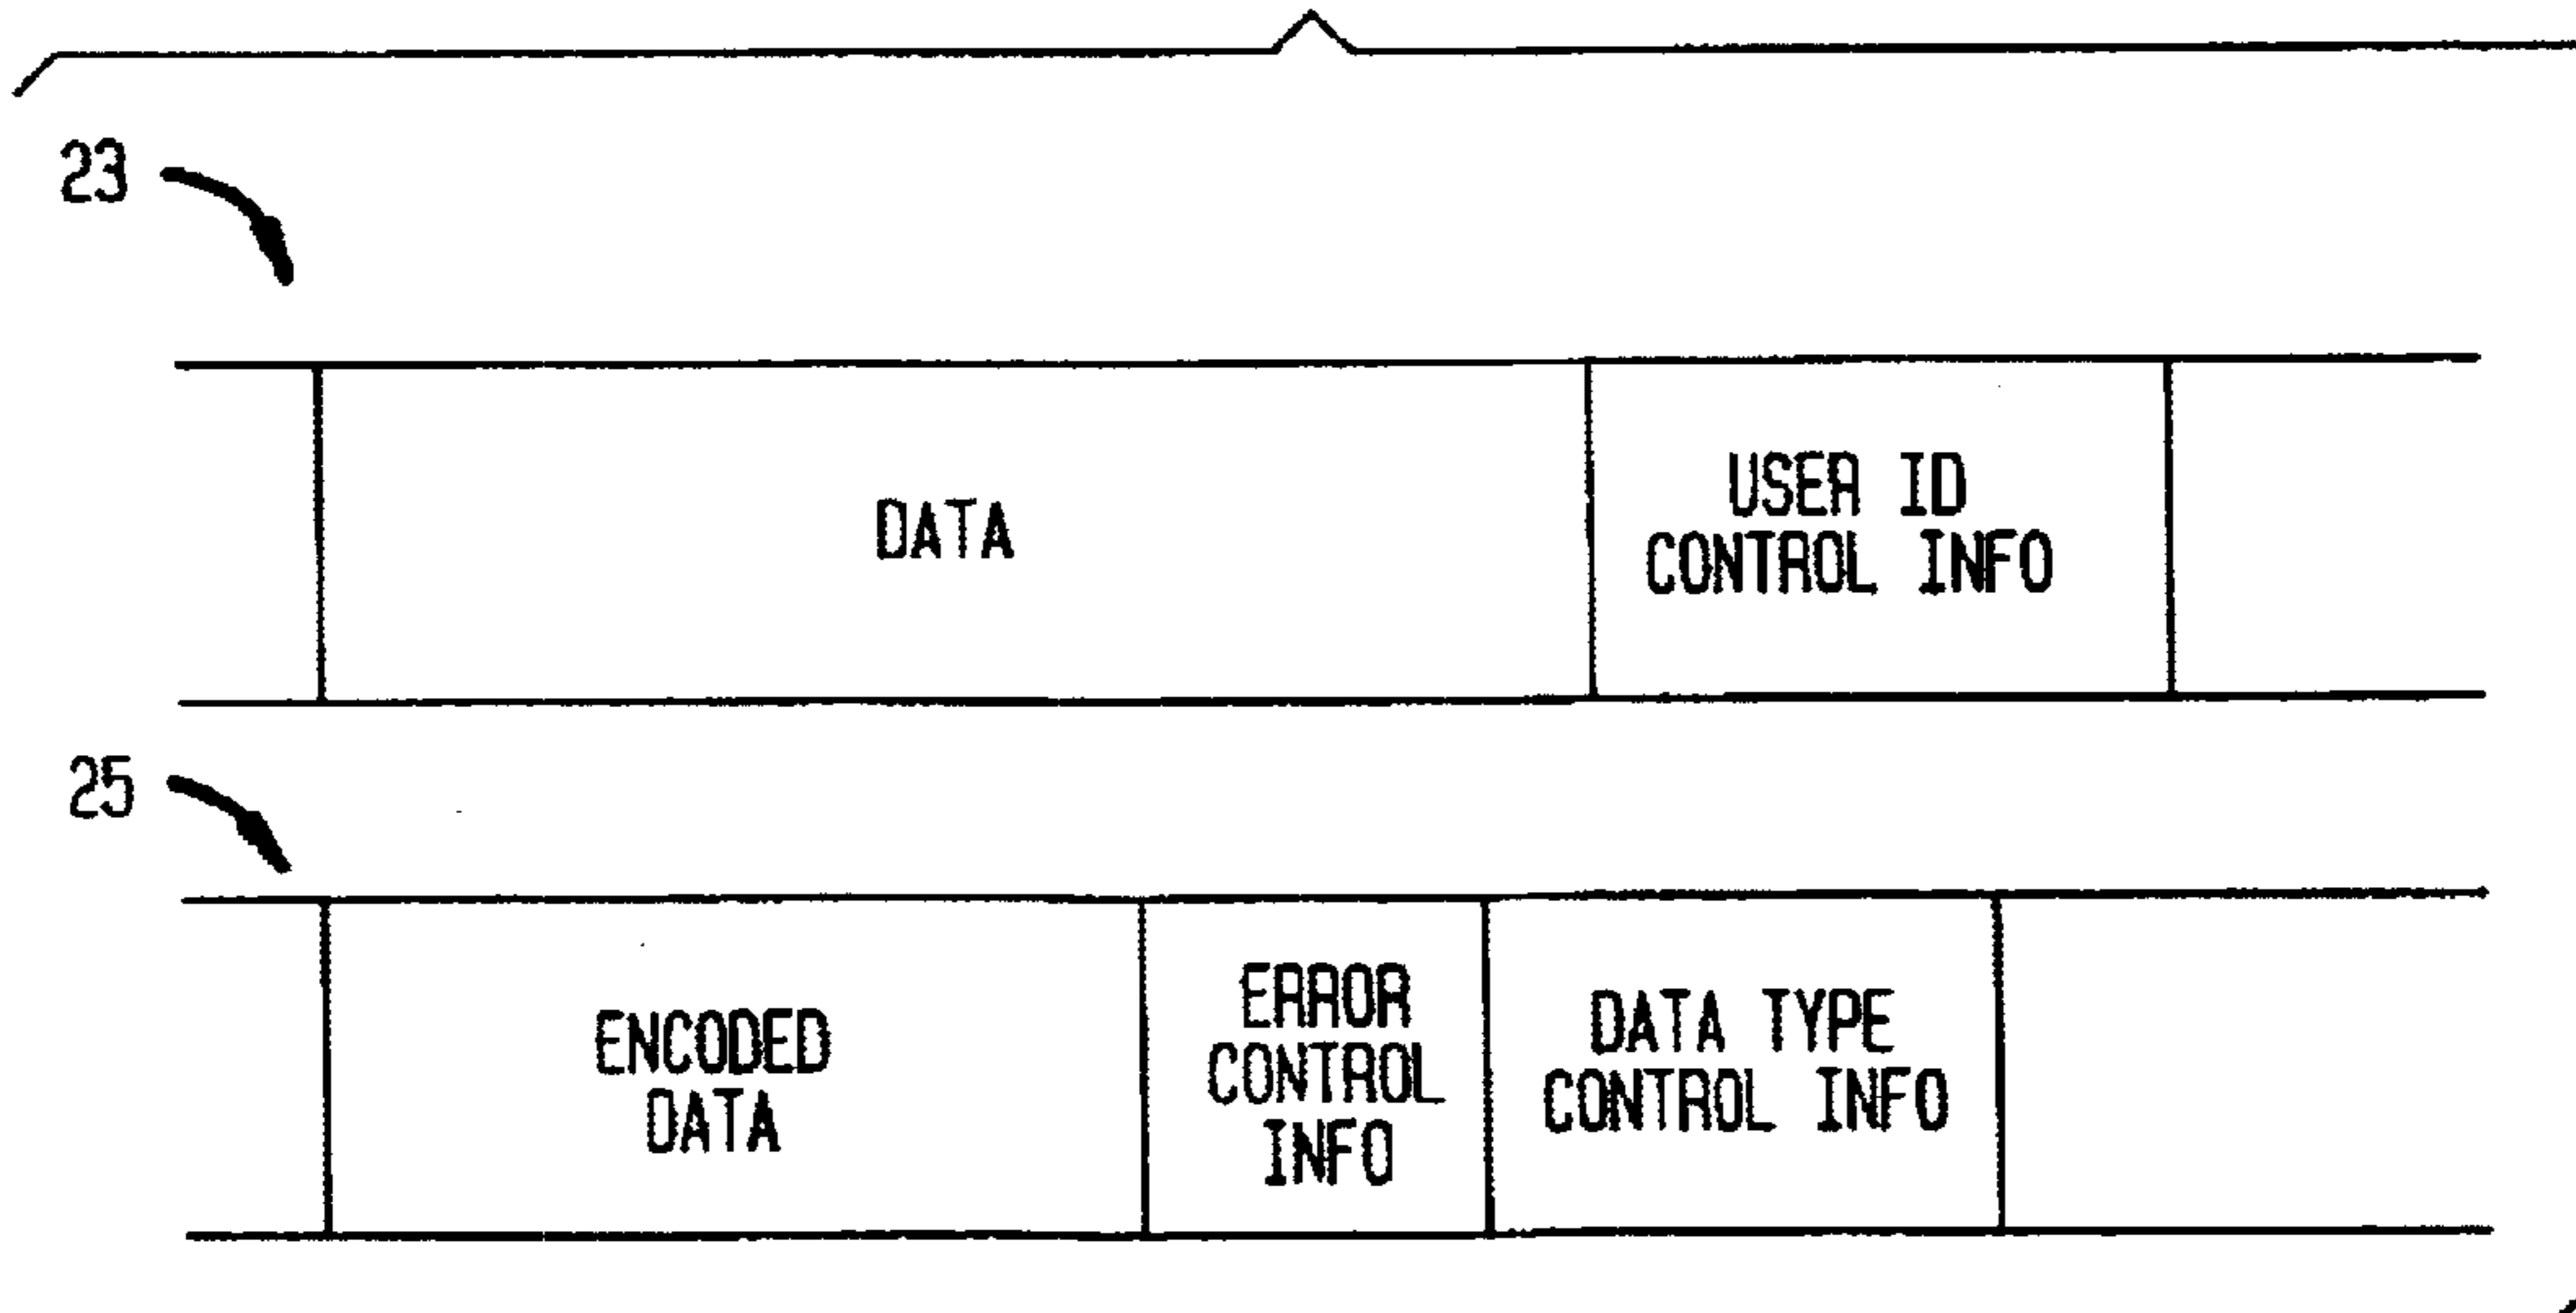 23
DATA
USER ID
CONTROL INFO
25
ENCODED
DATA
ERROR
CONTROL
INFO
DATA TYPE
CONTROL INFO